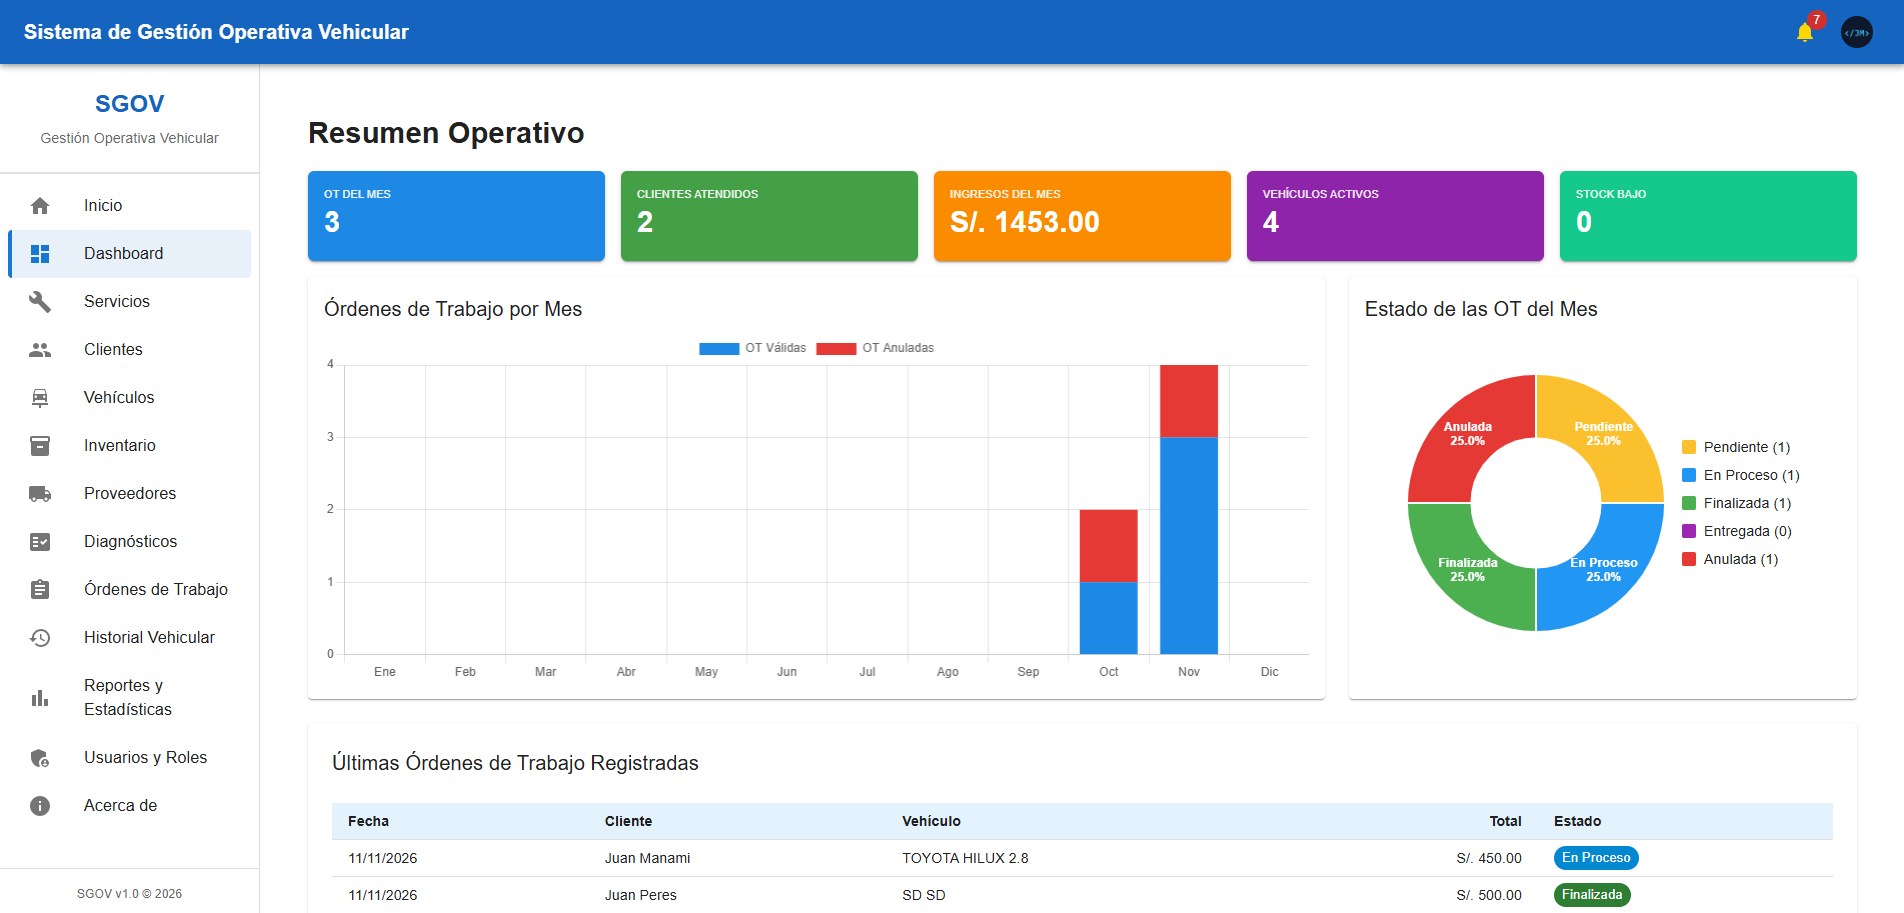 Sistema de Gestión Operativa Vehicular
7
</JM>
SGOV
Gestión Operativa Vehicular
Inicio
Dashboard
Servicios
Clientes
Vehículos
Inventario
Proveedores
Diagnósticos
Órdenes de Trabajo
Historial Vehicular
Reportes y
Estadísticas
Usuarios y Roles
Acerca de
SGOV v1.0 © 2026
Resumen Operativo
OT DEL MES
3
CLIENTES ATENDIDOS
2
INGRESOS DEL MES
S/. 1453.00
VEHÍCULOS ACTIVOS
4
STOCK BAJO
0
Órdenes de Trabajo por Mes
OT Válidas OT Anuladas
4
3
2
1
0
Ene Feb Mar Abr May Jun Jul Ago Sep Oct Nov Dic
Estado de las OT del Mes
Anulada
25.0%
Pendiente
25.0%
Finalizada
25.0%
En Proceso
25.0%
Pendiente (1)
En Proceso (1)
Finalizada (1)
Entregada (0)
Anulada (1)
Últimas Órdenes de Trabajo Registradas
Fecha Cliente Vehículo Total Estado
11/11/2026 Juan Manami TOYOTA HILUX 2.8 S/. 450.00 En Proceso
11/11/2026 Juan Peres SD SD S/. 500.00 Finalizada